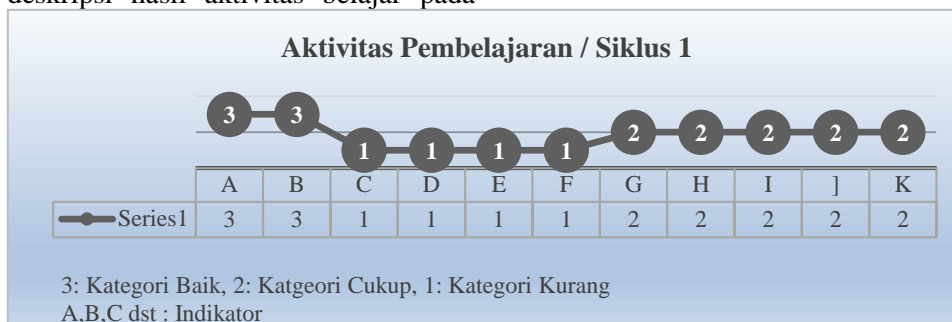 deskripsi hasil aktivitas belajar pada
Aktivitas Pembelajaran / Siklus 1
3 3 1 1 1 1 2 2 2 2 2
A B C D E F G H I ] K
Series1 3 3 1 1 1 1 2 2 2 2 2
3: Kategori Baik, 2: Katgeori Cukup, 1: Kategori Kurang
A,B,C dst : Indikator